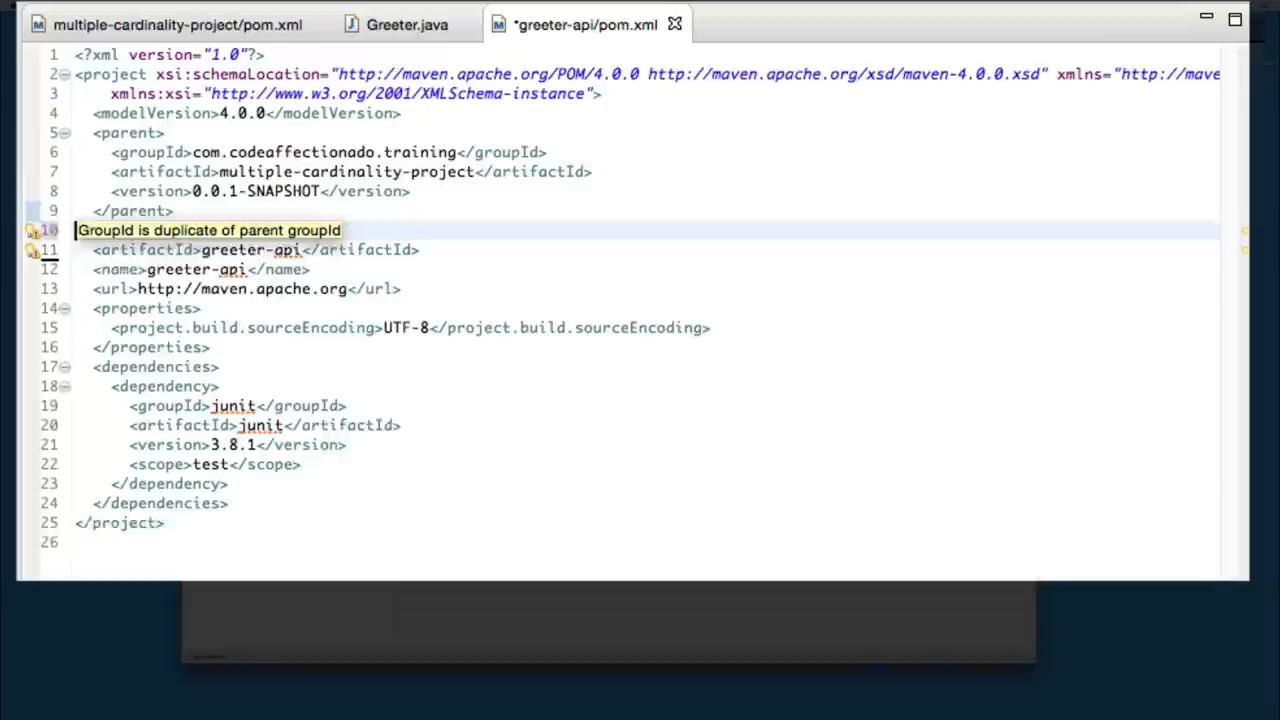 multiple-cardinality-project/pom.xml Greeter.java *greeter-api/pom.xml
1 <?xml version="1.0"?>
2 <project xsi:schemaLocation="http://maven.apache.org/POM/4.0.0 http://maven.apache.org/xsd/maven-4.0.0.xsd" xmlns="http://mave
3 xmlns:xsi="http://www.w3.org/2001/XMLSchema-instance">
4 <modelVersion>4.0.0</modelVersion>
5 <parent>
6 <groupId>com.codeaffectionado.training</groupId>
7 <artifactId>multiple-cardinality-project</artifactId>
8 <version>0.0.1-SNAPSHOT</version>
9 </parent>
10 GroupId is duplicate of parent groupId
11 <artifactId>greeter-api</artifactId>
12 <name>greeter-api</name>
13 <url>http://maven.apache.org</url>
14 <properties>
15 <project.build.sourceEncoding>UTF-8</project.build.sourceEncoding>
16 </properties>
17 <dependencies>
18 <dependency>
19 <groupId>junit</groupId>
20 <artifactId>junit</artifactId>
21 <version>3.8.1</version>
22 <scope>test</scope>
23 </dependency>
24 </dependencies>
25 </project>
26